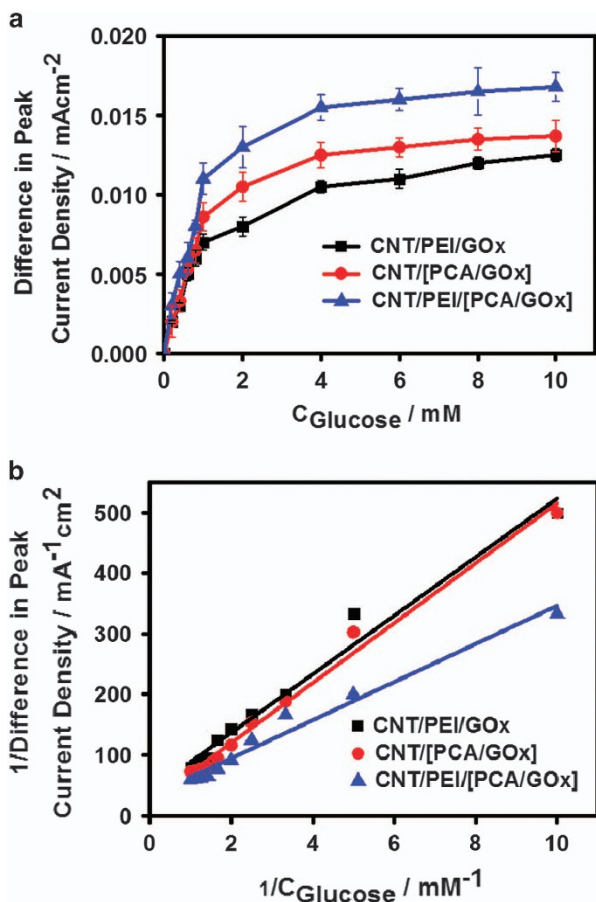 a
0.020
0.015
0.010
0.005
0.000
Difference in Peak
Current Density / mAcm-2
CNT/PEI/GOx
CNT/[PCA/GOx]
CNT/PEI/[PCA/GOx]
0 2 4 6 8 10
CGlucose / mM
b
500
400
300
200
100
0
1/Difference in Peak
Current Density / mA-1cm2
CNT/PEI/GOx
CNT/[PCA/GOx]
CNT/PEI/[PCA/GOx]
0 2 4 6 8 10
1/CGlucose / mM-1